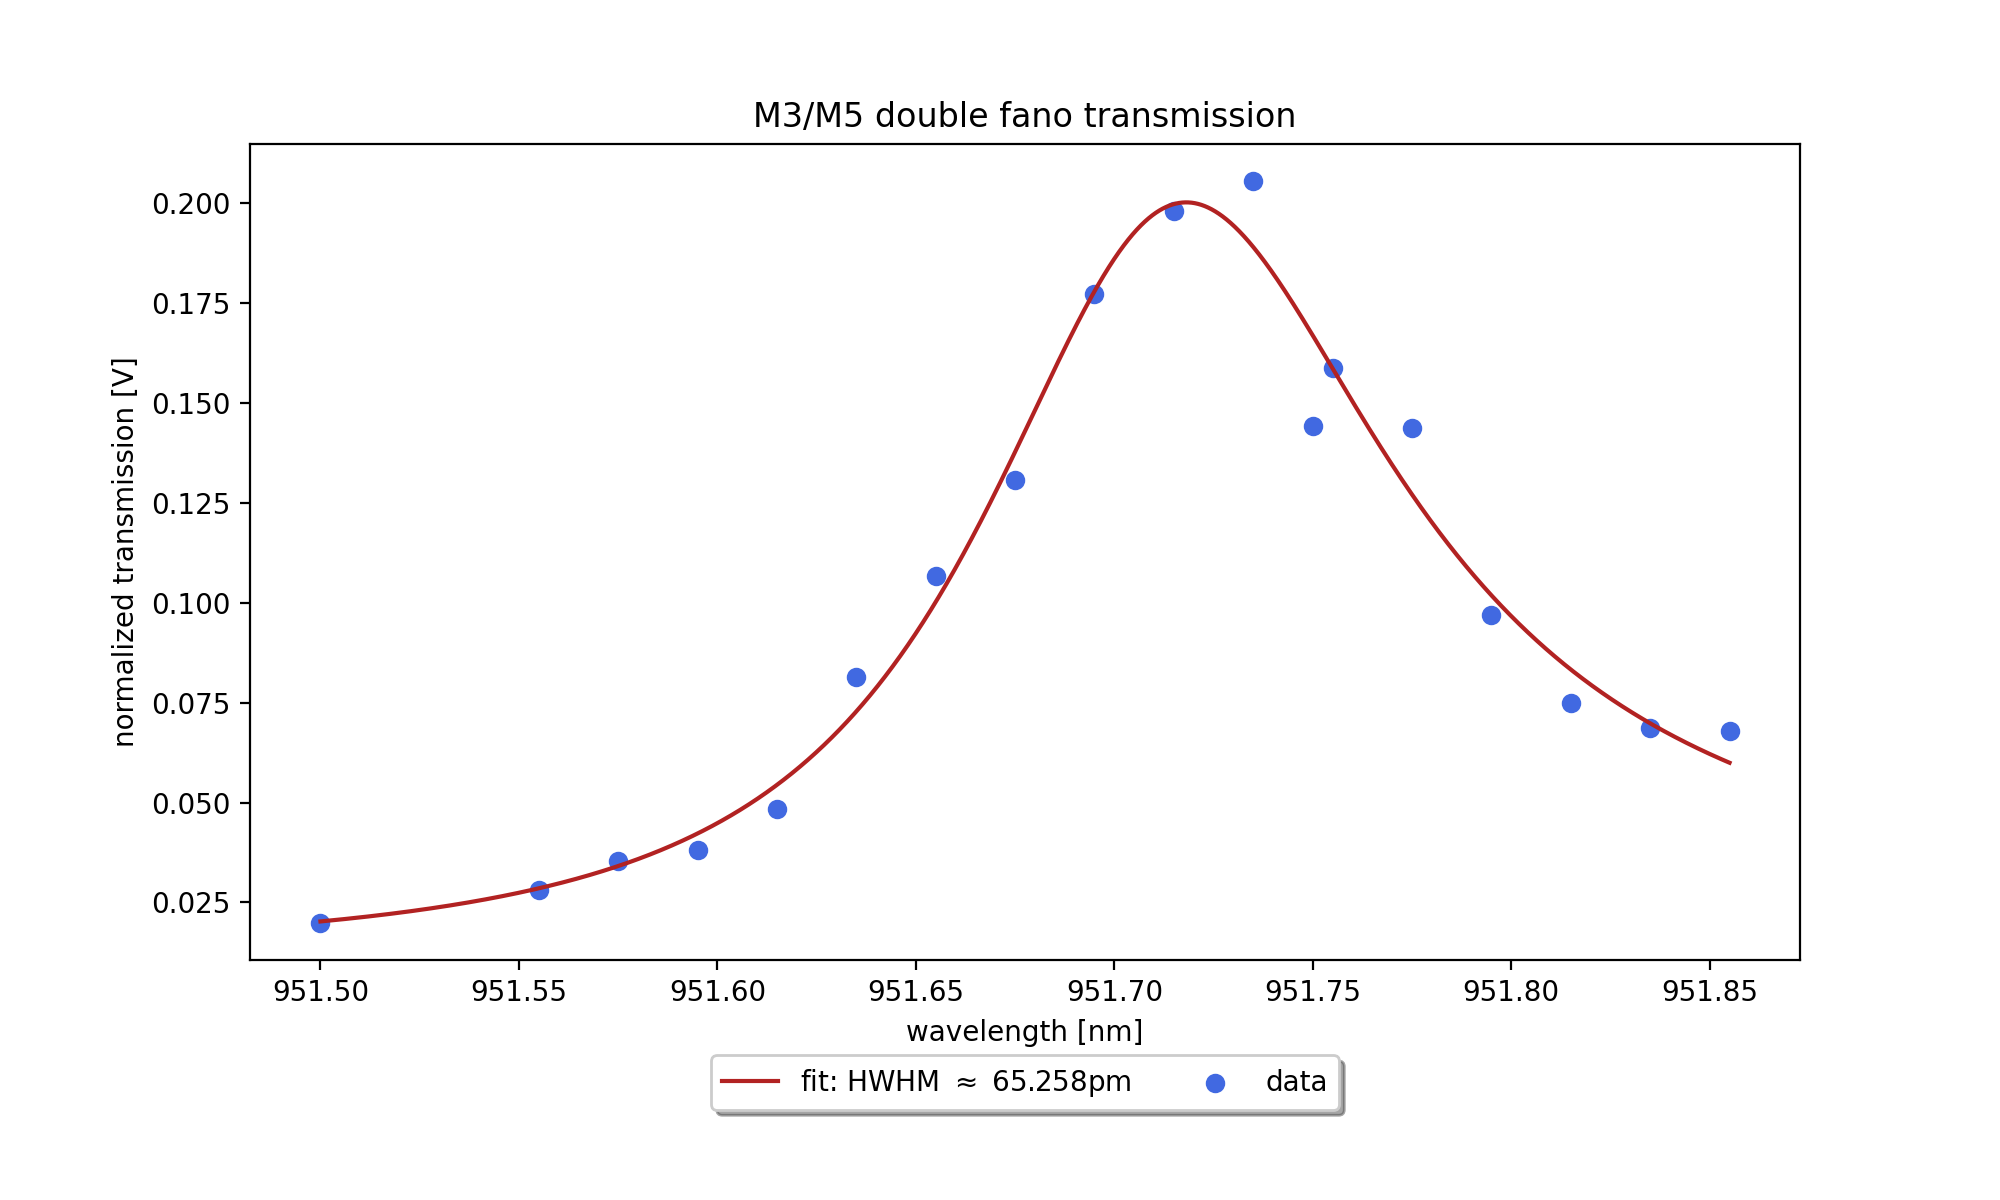 M3/M5 double fano transmission
normalized transmission [V]
0.200
0.175
0.150
0.125
0.100
0.075
0.050
0.025
951.50 951.55 951.60 951.65 951.70 951.75 951.80 951.85
wavelength [nm]
fit: HWHM ≈ 65.258pm data